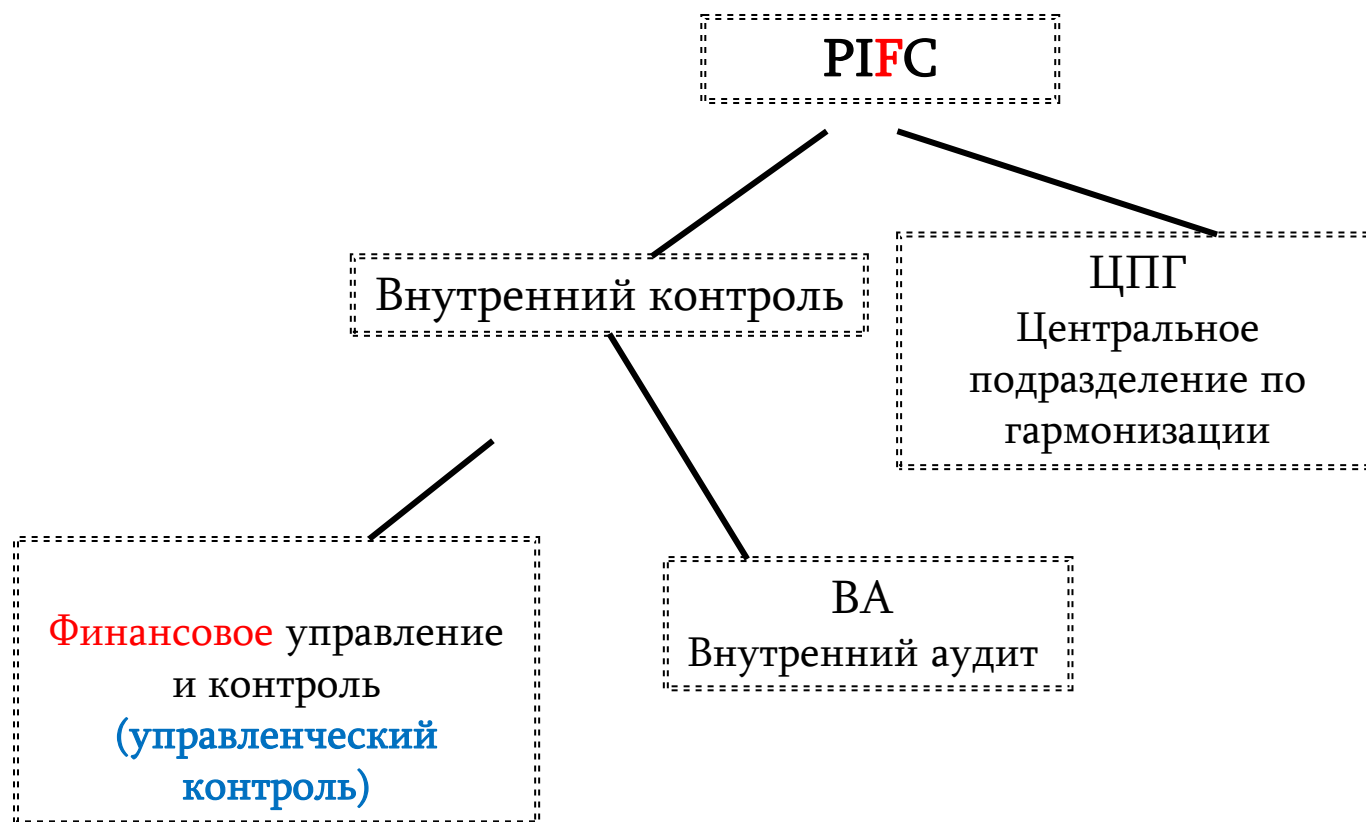 PIFC
Внутренний контроль
ЦПГ
Центральное
подразделение по
гармонизации
Финансовое управление
и контроль
(управленческий
контроль)
ВА
Внутренний аудит